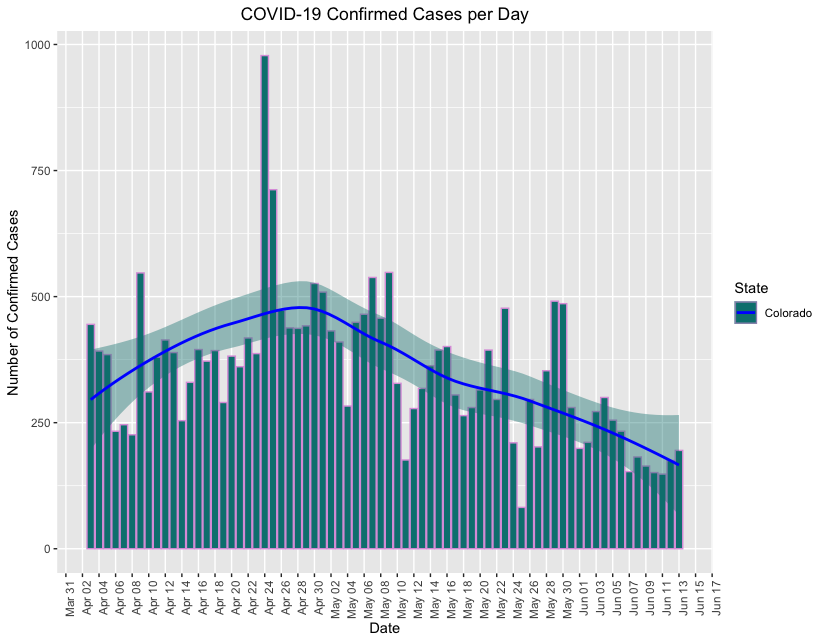 COVID-19 Confirmed Cases per Day
Number of Confirmed Cases
1000
750
500
250
0
Mar 31
Apr 02
Apr 04
Apr 06
Apr 08
Apr 10
Apr 12
Apr 14
Apr 16
Apr 18
Apr 20
Apr 22
Apr 24
Apr 26
Apr 28
Apr 30
May 02
May 04
May 06
May 08
May 10
May 12
May 14
May 16
May 18
May 20
May 22
May 24
May 26
May 28
May 30
Jun 01
Jun 03
Jun 05
Jun 07
Jun 09
Jun 11
Jun 13
Jun 15
Jun 17
Date
State
Colorado